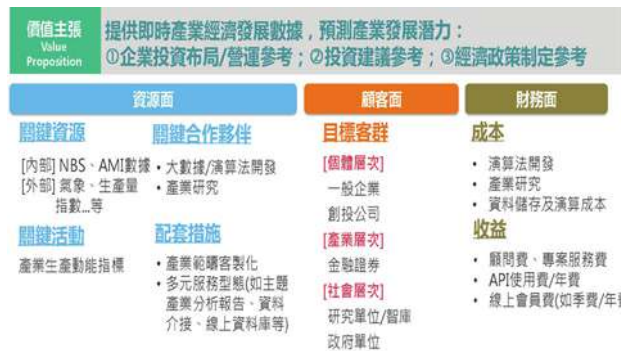 價值主張
Value
Proposition
提供即時產業經濟發展數據，預測產業發展潛力：
①企業投資布局/營運參考；②投資建議參考；③經濟政策制定參考
資源面
關鍵資源
[內部] NBS、AMI數據
[外部] 氣象、生產量
指數...等
關鍵活動
產業生產動能指標
關鍵合作夥伴
• 大數據/演算法開發
• 產業研究
配套措施
• 產業範疇客製化
• 多元服務型態(如主題
產業分析報告、資料
介接、線上資料庫等)
顧客面
目標客群
[個體層次]
一般企業
創投公司
[產業層次]
金融證券
[社會層次]
研究單位/智庫
政府單位
財務面
成本
• 演算法開發
• 產業研究
• 資料儲存及演算成本
收益
• 顧問費、專案服務費
• API使用費/年費
• 線上會員費(如季費/年費